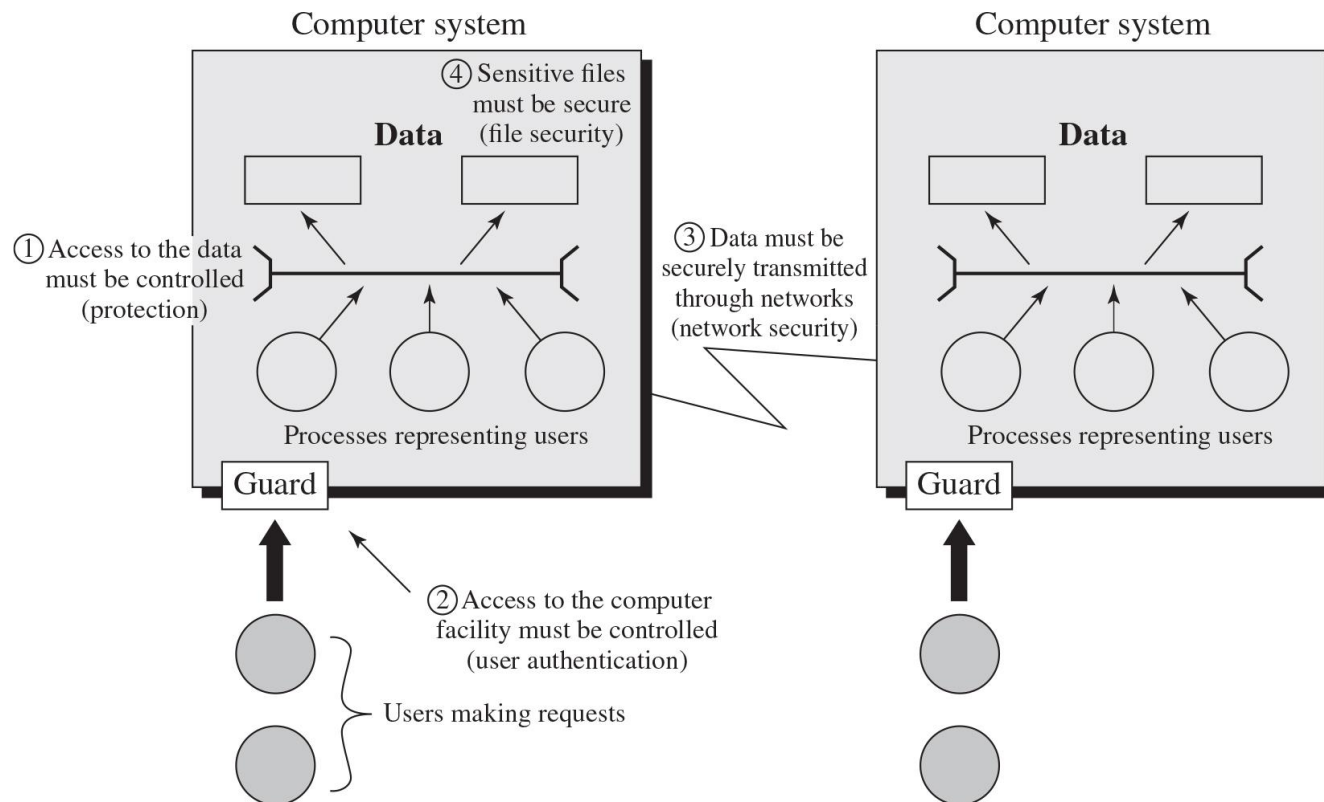 Computer system
④ Sensitive files
must be secure
(file security)
Data
① Access to the data
must be controlled
(protection)
Processes representing users
Guard
② Access to the computer
facility must be controlled
(user authentication)
Users making requests
③ Data must be
securely transmitted
through networks
(network security)
Computer system
Data
Processes representing users
Guard